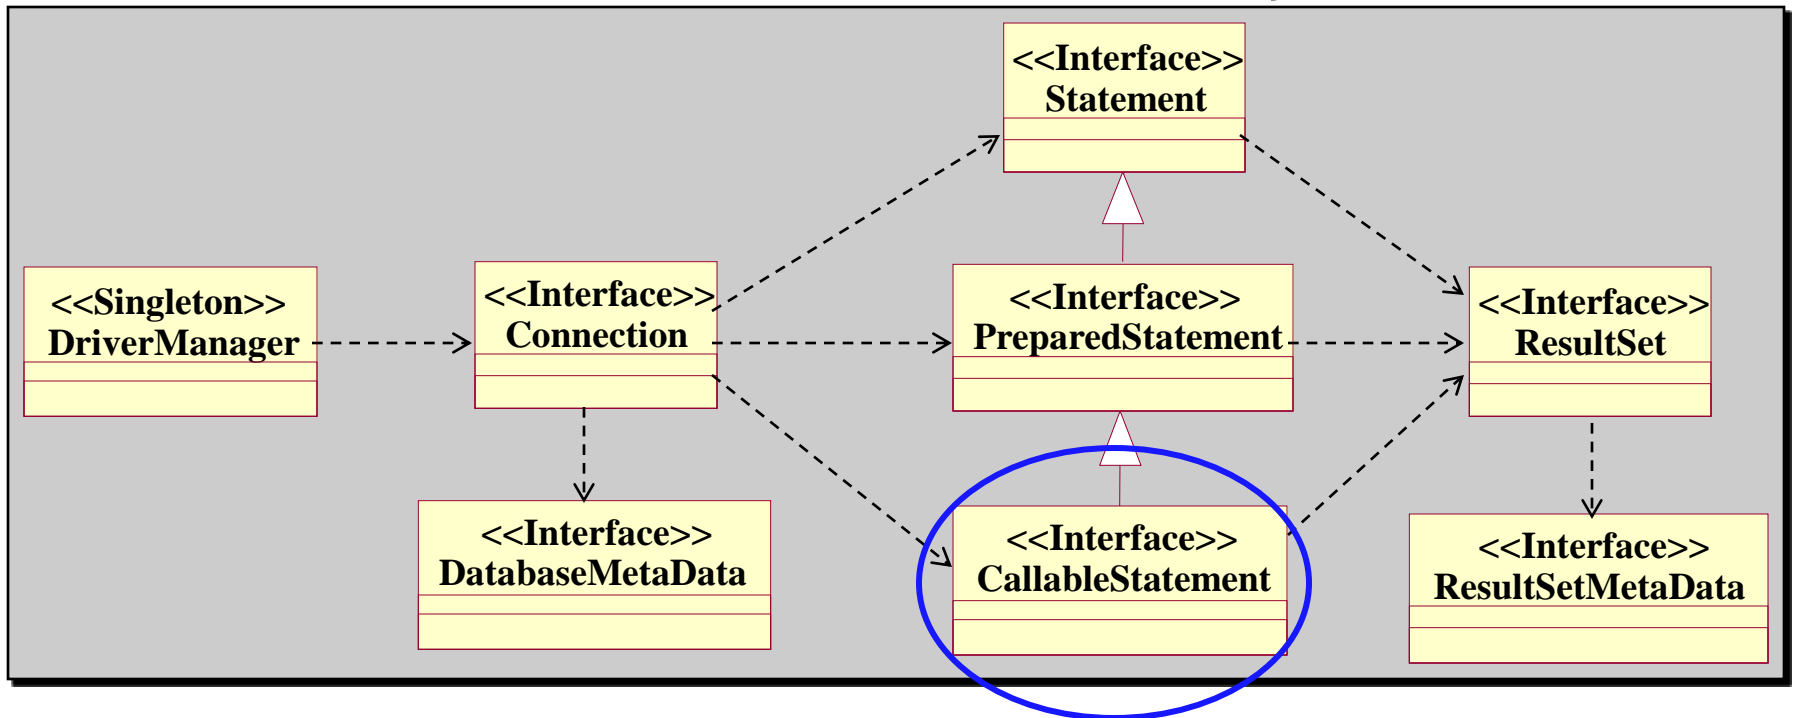 <<Interface>>
Statement
<<Singleton>>
DriverManager
<<Interface>>
Connection
<<Interface>>
PreparedStatement
<<Interface>>
ResultSet
<<Interface>>
DatabaseMetaData
<<Interface>>
CallableStatement
<<Interface>>
ResultSetMetaData